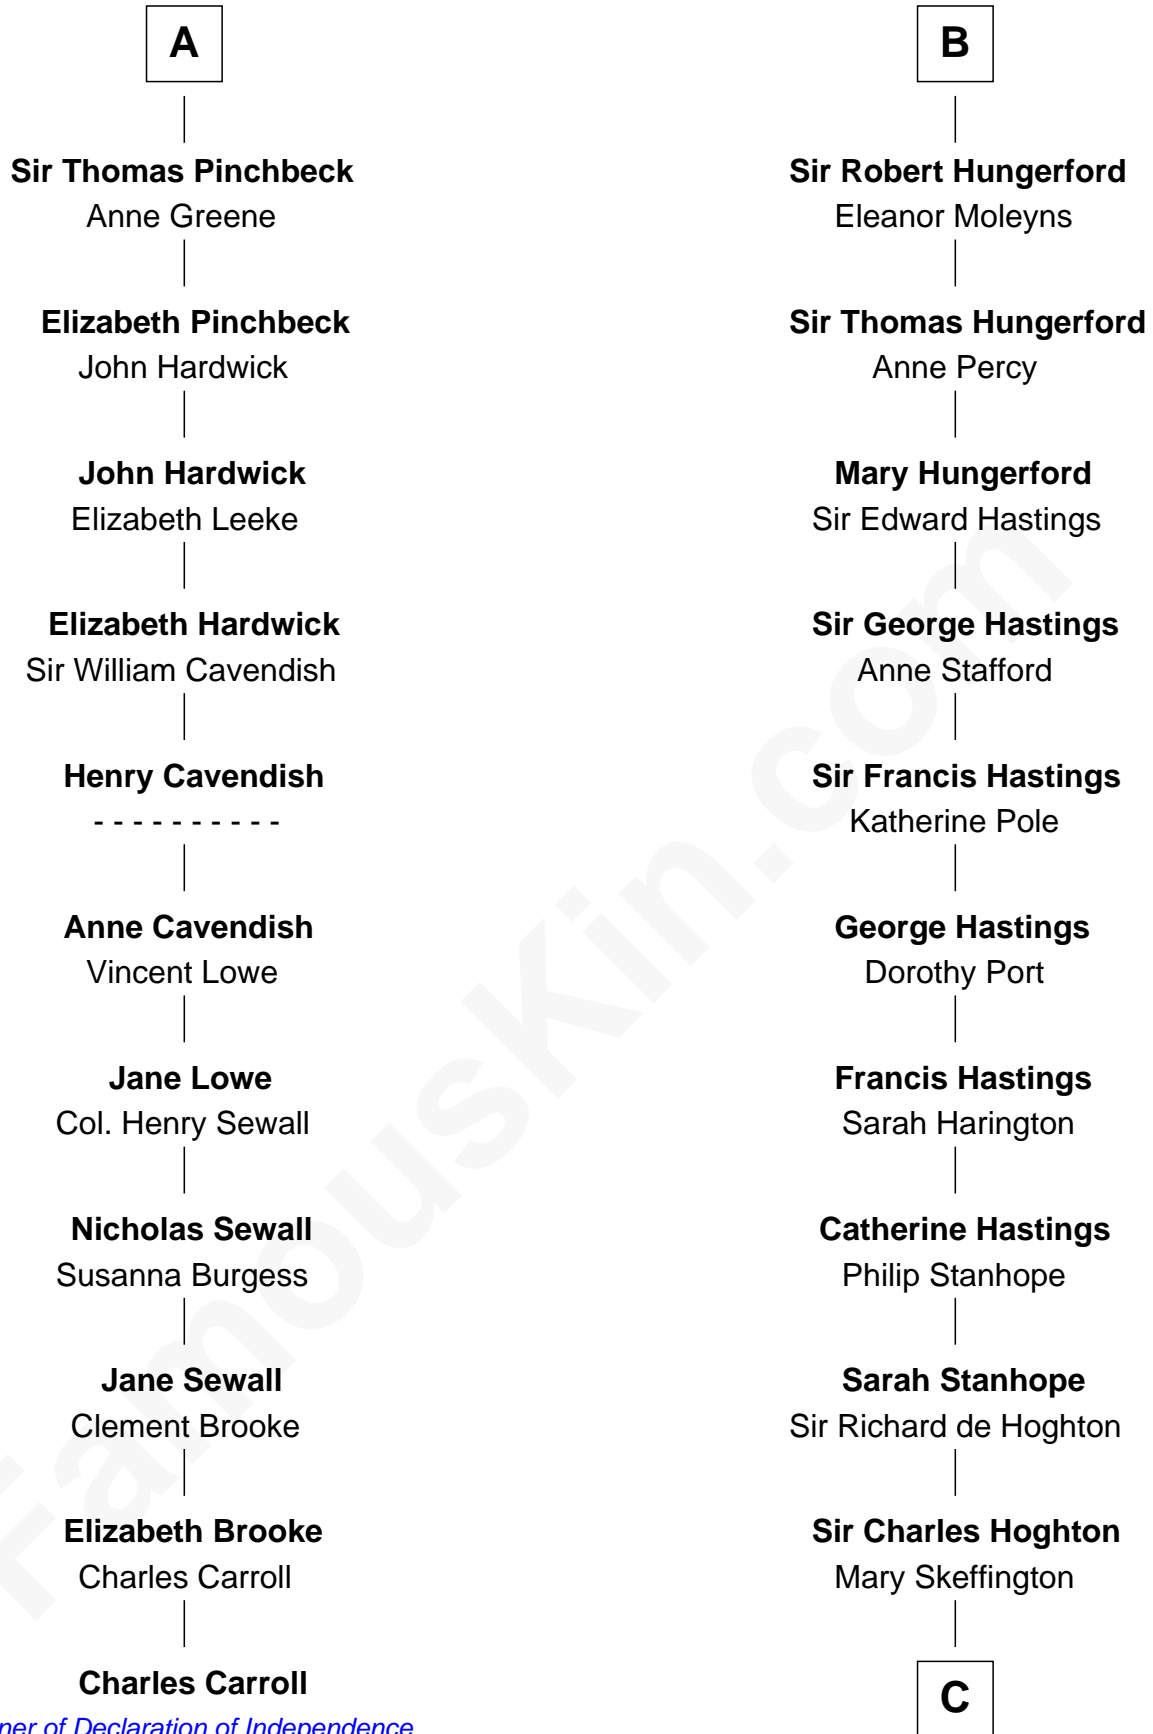 A
Sir Thomas Pinchbeck
Anne Greene
Elizabeth Pinchbeck
John Hardwick
John Hardwick
Elizabeth Leeke
Elizabeth Hardwick
Sir William Cavendish
Henry Cavendish
- - - - - - - - - -
Anne Cavendish
Vincent Lowe
Jane Lowe
Col. Henry Sewall
Nicholas Sewall
Susanna Burgess
Jane Sewall
Clement Brooke
Elizabeth Brooke
Charles Carroll
Charles Carroll
of Declaration of Independence
B
Sir Robert Hungerford
Eleanor Moleyns
Sir Thomas Hungerford
Anne Percy
Mary Hungerford
Sir Edward Hastings
Sir George Hastings
Anne Stafford
Sir Francis Hastings
Katherine Pole
George Hastings
Dorothy Port
Francis Hastings
Sarah Harington
Catherine Hastings
Philip Stanhope
Sarah Stanhope
Sir Richard de Hoghton
Sir Charles Hoghton
Mary Skeffington
C
FamousKin.com